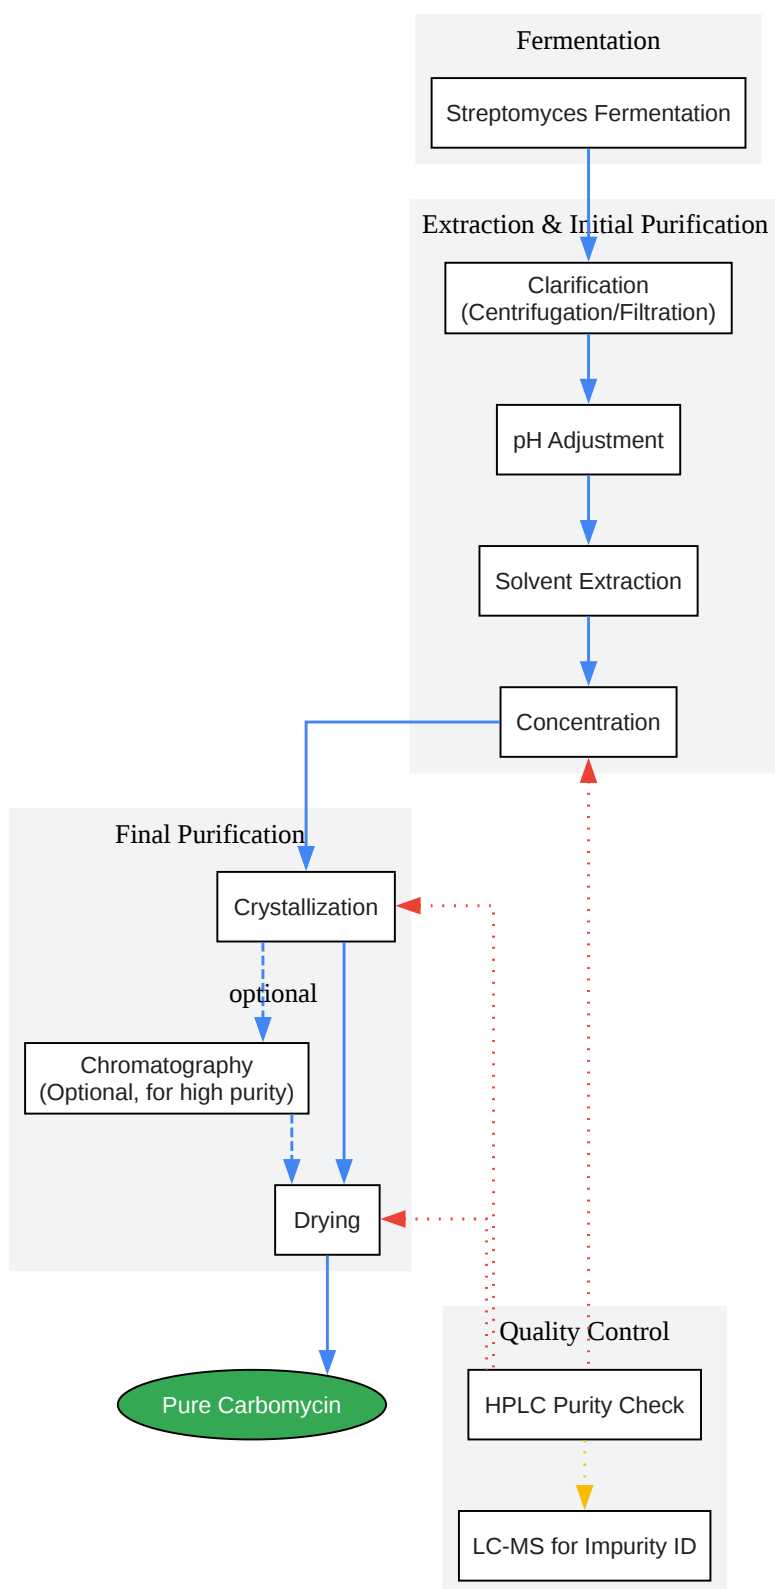 Fermentation
Streptomyces Fermentation
Extraction & Initial Purification
Clarification
(Centrifugation/Filtration)
pH Adjustment
Solvent Extraction
Concentration
Final Purification
Crystallization
optional
Chromatography
(Optional, for high purity)
Drying
Pure Carbomycin
Quality Control
HPLC Purity Check
LC-MS for Impurity ID